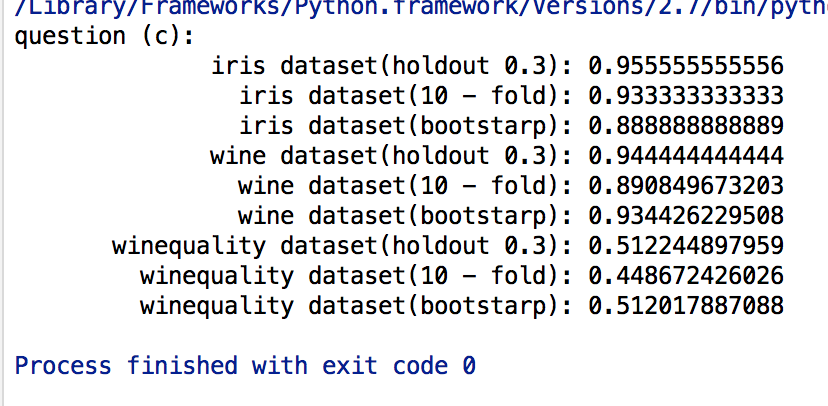 /Library/Frameworks/Python.framework/Versions/2.7/bin/pyth
question (c):
iris dataset(holdout 0.3): 0.955555555556
iris dataset(10 - fold): 0.933333333333
iris dataset(bootstarp): 0.888888888889
wine dataset(holdout 0.3): 0.944444444444
wine dataset(10 - fold): 0.890849673203
wine dataset(bootstarp): 0.934426229508
winequality dataset(holdout 0.3): 0.512244897959
winequality dataset(10 - fold): 0.448672426026
winequality dataset(bootstarp): 0.512017887088
Process finished with exit code 0